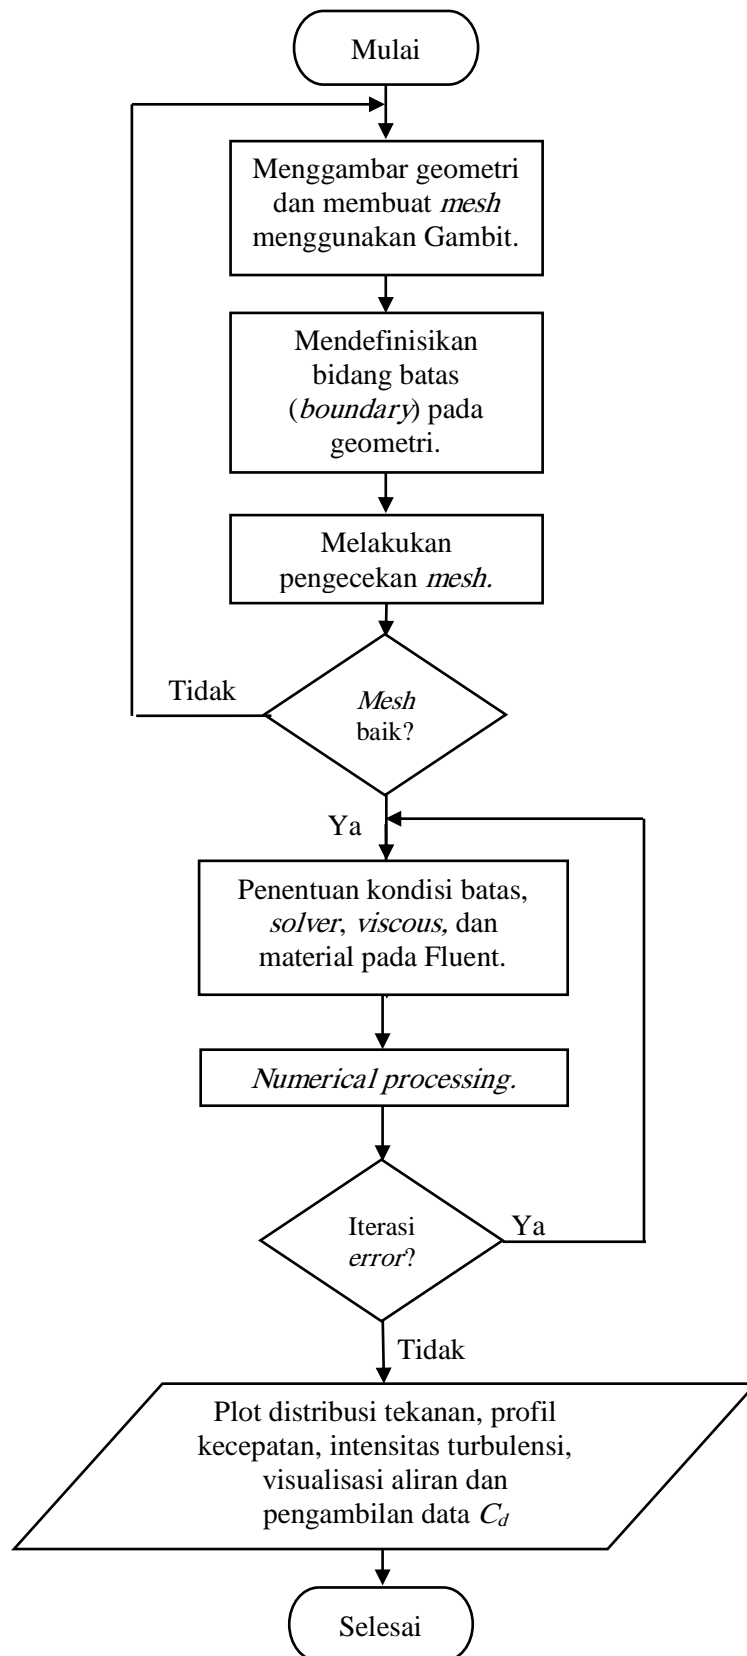 Mulai
Menggambar geometri
dan membuat mesh
menggunakan Gambit.
Mendefinisikan
bidang batas
(boundary) pada
geometri.
Melakukan
pengecekan mesh.
Tidak
Mesh
baik?
Ya
Penentuan kondisi batas,
solver, viscous, dan
material pada Fluent.
Numerical processing.
Iterasi
error?
Ya
Tidak
Plot distribusi tekanan, profil
kecepatan, intensitas turbulensi,
visualisasi aliran dan
pengambilan data Cd
Selesai